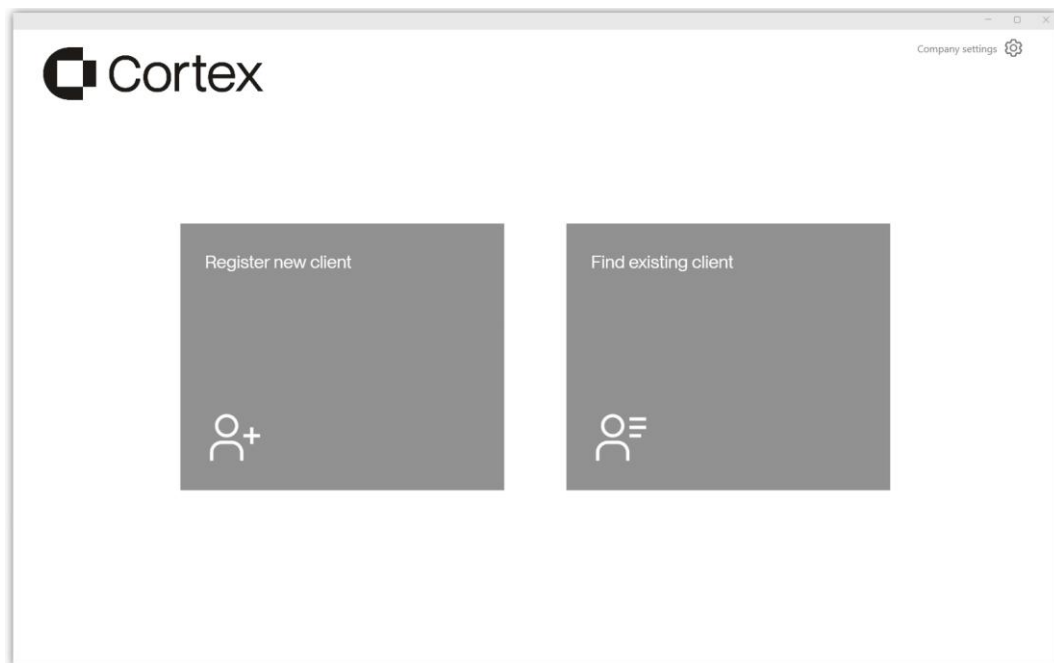 Company settings
Cortex
Register new client
Find existing client